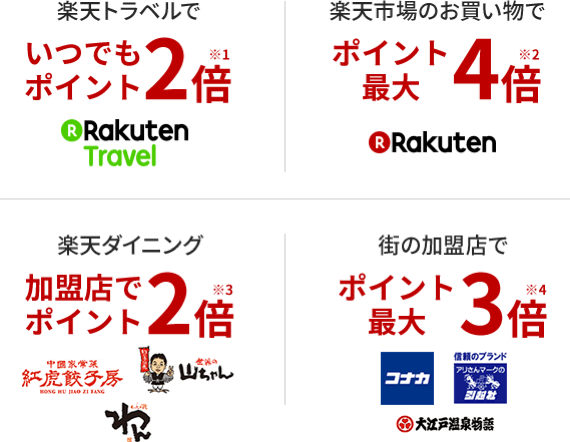 楽天トラベルで
いつでも
ポイント2倍※1
Rakuten
Travel
楽天市場のお買い物で
ポイント
最大4倍※2
Rakuten
楽天ダイニング
加盟店で
ポイント2倍※3
中國家常菜
紅虎餃子房
HONG HU JIAO ZI FANG
世界の
山ちゃん
わん
街の加盟店で
ポイント
最大3倍※4
コナカ
信頼のブランド
アリさんマークの
引越社
大江戸温泉物語